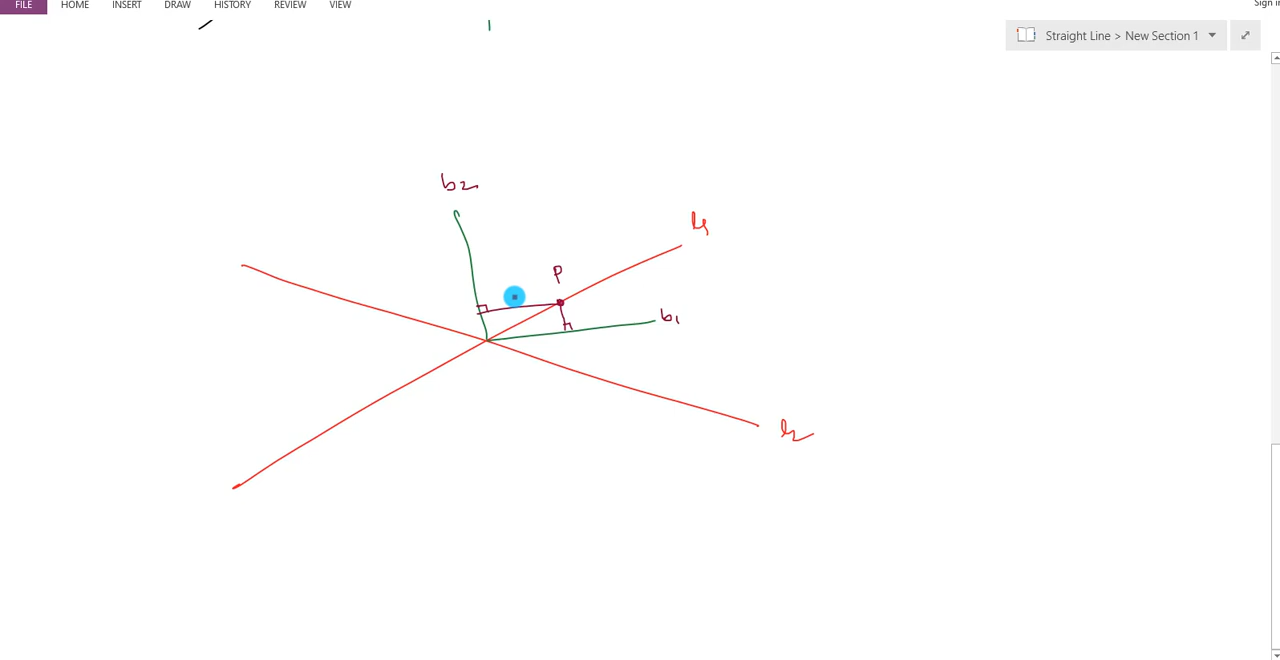 FILE HOME INSERT DRAW HISTORY REVIEW VIEW
Straight Line > New Section 1
b2
l1
P
b1
l2